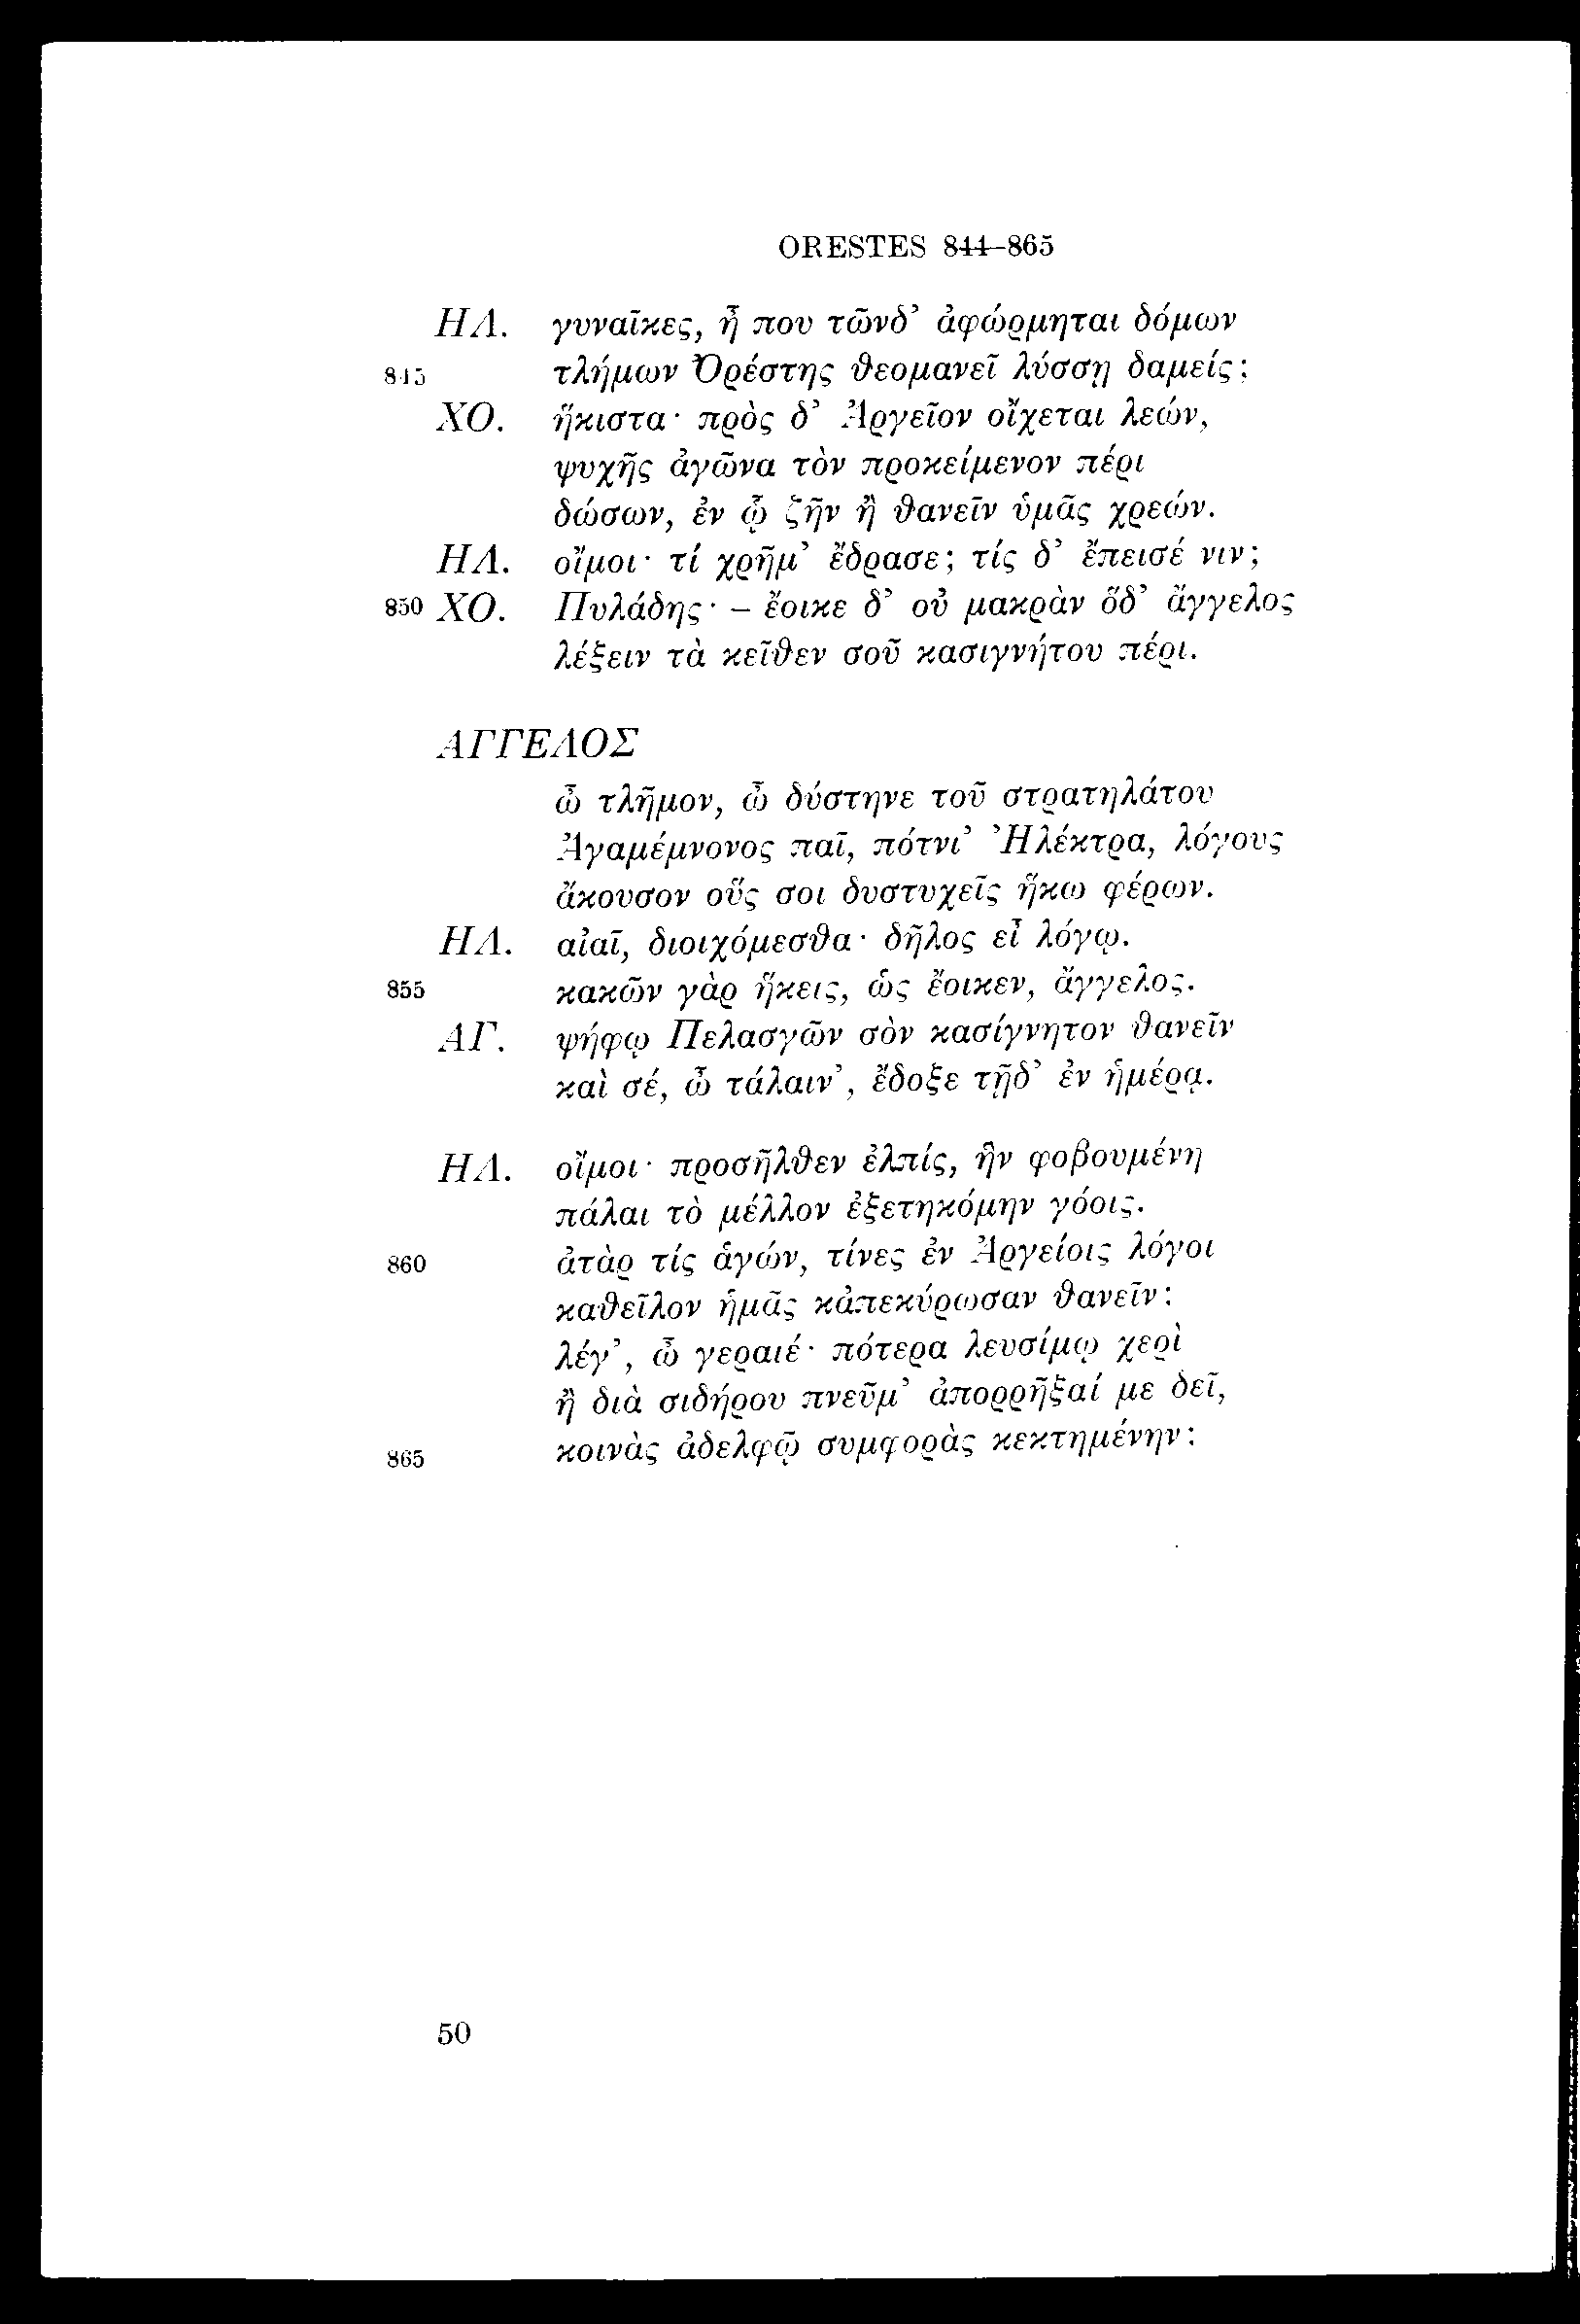 ORESTES 844–865
ΗΛ. γυναῖκες, ἦ που τῶνδ’ ἀφώρμηται δόμων
845 τλήμων Ὀρέστης θεομανεῖ λύσσῃ δαμείς;
ΧΟ. ἥκιστα· πρὸς δ’ Ἀργεῖον οἴχεται λεών,
ψυχῆς ἀγῶνα τὸν προκείμενον πέρι
δώσων, ἐν ᾧ ζῆν ἢ θανεῖν ὑμᾶς χρεών.
ΗΛ. οἴμοι· τί χρῆμ’ ἔδρασε; τίς δ’ ἔπεισέ νιν;
850 ΧΟ. Πυλάδης· – ἔοικε δ’ οὐ μακρὰν ὅδ’ ἄγγελος
λέξειν τὰ κεῖθεν σοῦ κασιγνήτου πέρι.
ΑΓΓΕΛΟΣ
ὦ τλῆμον, ὦ δύστηνε τοῦ στρατηλάτου
Ἀγαμέμνονος παῖ, πότνι’ Ἠλέκτρα, λόγους
ἄκουσον οὕς σοι δυστυχεῖς ἥκω φέρων.
ΗΛ. αἰαῖ, διοιχόμεσθα· δῆλος εἶ λόγῳ.
855 κακῶν γὰρ ἥκεις, ὡς ἔοικεν, ἄγγελος.
ΑΓ. ψήφῳ Πελασγῶν σὸν κασίγνητον θανεῖν
καὶ σέ, ὦ τάλαιν’, ἔδοξε τῇδ’ ἐν ἡμέρᾳ.
ΗΛ. οἴμοι· προσῆλθεν ἐλπίς, ἣν φοβουμένη
πάλαι τὸ μέλλον ἐξετηκόμην γόοις.
860 ἀτὰρ τίς ἁγών, τίνες ἐν Ἀργείοις λόγοι
καθεῖλον ἡμᾶς κἀπεκύρωσαν θανεῖν;
λέγ’, ὦ γεραιέ· πότερα λευσίμῳ χερὶ
ἢ διὰ σιδήρου πνεῦμ’ ἀπορρῆξαί με δεῖ,
865 κοινὰς ἀδελφῷ συμφορὰς κεκτημένην;
50